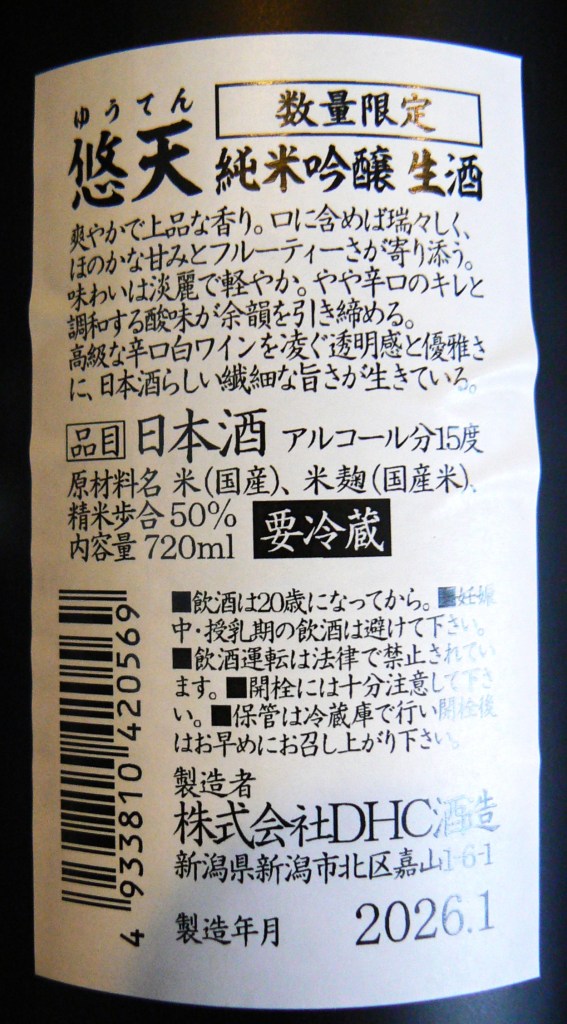 ゆうてん
悠天
数量限定
純米吟醸 生酒
爽やかで上品な香り。口に含めば瑞々しく、
ほのかな甘みとフルーティーさが寄り添う。
味わいは淡麗で軽やか。やや辛口のキレと
調和する酸味が余韻を引き締める。
高級な辛口白ワインを凌ぐ透明感と優雅さ
に、日本酒らしい繊細な旨さが生きている。
品目 日本酒 アルコール分15度
原材料名 米(国産)、米麹(国産米)、
精米歩合 50%
内容量 720ml
要冷蔵
■飲酒は20歳になってから。■妊娠
中・授乳期の飲酒は避けて下さい。
■飲酒運転は法律で禁止されてい
ます。■開栓には十分注意して下さ
い。■保管は冷蔵庫で行い開栓後
はお早めにお召し上がり下さい。
製造者
株式会社DHC酒造
新潟県新潟市北区嘉山1-6-1
製造年月 2026.1
4 933810 420569